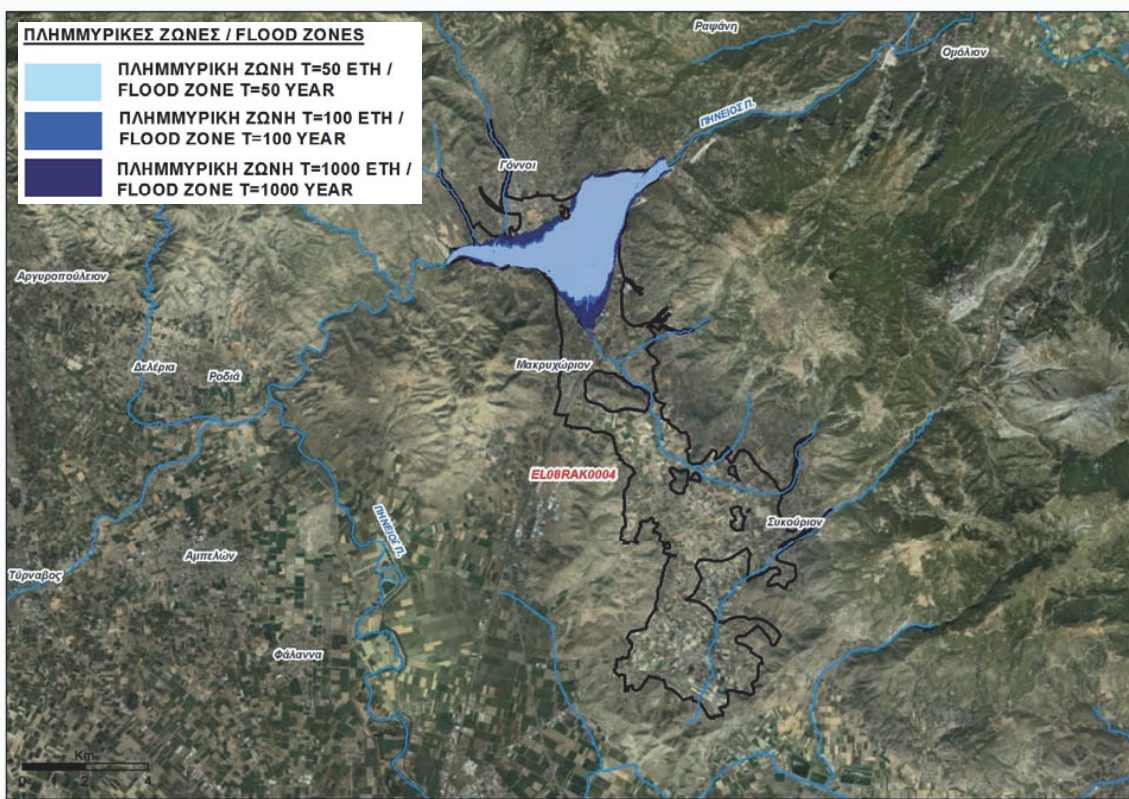 ΠΛΗΜΜΥΡΙΚΕΣ ΖΩΝΕΣ / FLOOD ZONES
ΠΛΗΜΜΥΡΙΚΗ ΖΩΝΗ Τ=50 ΕΤΗ /
FLOOD ZONE T=50 YEAR
ΠΛΗΜΜΥΡΙΚΗ ΖΩΝΗ Τ=100 ΕΤΗ /
FLOOD ZONE T=100 YEAR
ΠΛΗΜΜΥΡΙΚΗ ΖΩΝΗ Τ=1000 ΕΤΗ /
FLOOD ZONE T=1000 YEAR
Ραψάνη
Ομόλιον
ΠΗΝΕΙΟΣ Π.
Γόννοι
Αργυροπούλειον
Δελέρια
Ροδιά
Μακρυχώριον
EL08RAK0004
Συκούριον
ΠΗΝΕΙΟΣ Π.
Αμπελών
Τύρναβος
Φάλαννα
Km
0 2 4